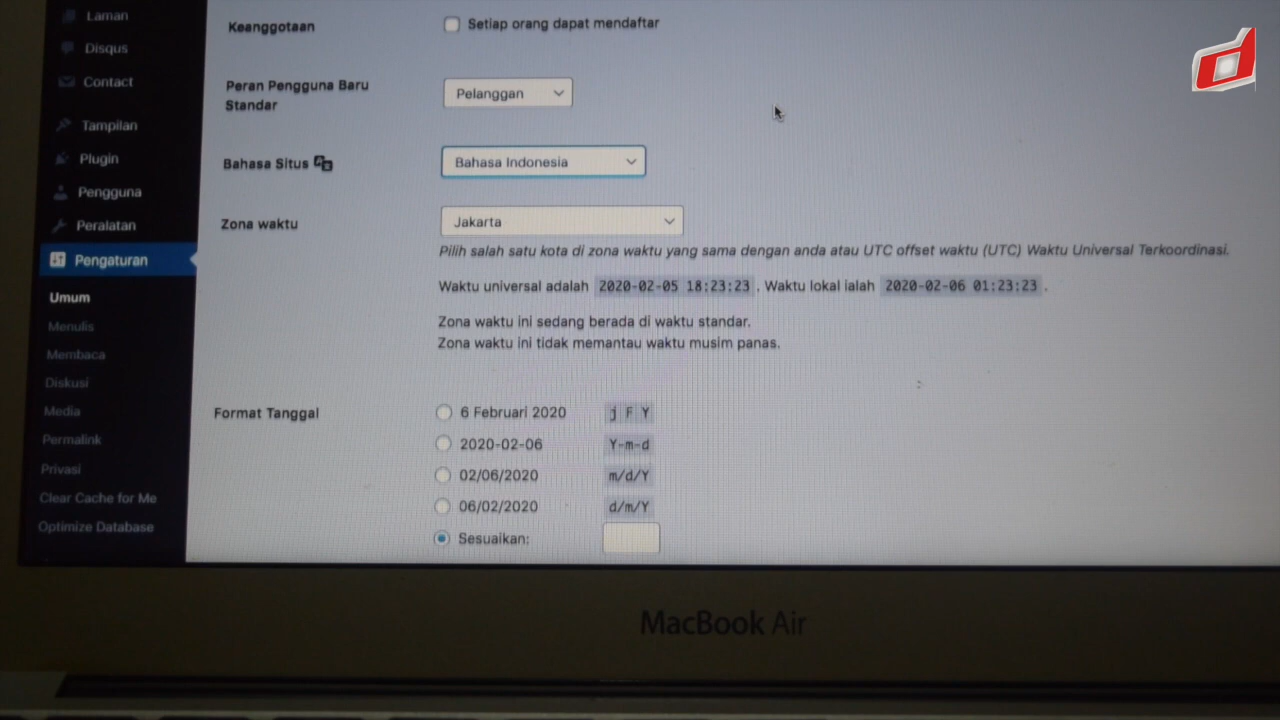 Laman
Disqus
Contact
Tampilan
Plugin
Pengguna
Peralatan
Pengaturan
Umum
Menulis
Membaca
Diskusi
Media
Permalink
Privasi
Clear Cache for Me
Optimize Database
Keanggotaan
Setiap orang dapat mendaftar
Peran Pengguna Baru
Standar
Pelanggan
Bahasa Situs
Bahasa Indonesia
Zona waktu
Jakarta
Pilih salah satu kota di zona waktu yang sama dengan anda atau UTC offset waktu (UTC) Waktu Universal Terkoordinasi.
Waktu universal adalah 2020-02-05 18:23:23 . Waktu lokal ialah 2020-02-06 01:23:23 .
Zona waktu ini sedang berada di waktu standar.
Zona waktu ini tidak memantau waktu musim panas.
Format Tanggal
6 Februari 2020 j F Y
2020-02-06 Y-m-d
02/06/2020 m/d/Y
06/02/2020 d/m/Y
Sesuaikan:
MacBook Air
d